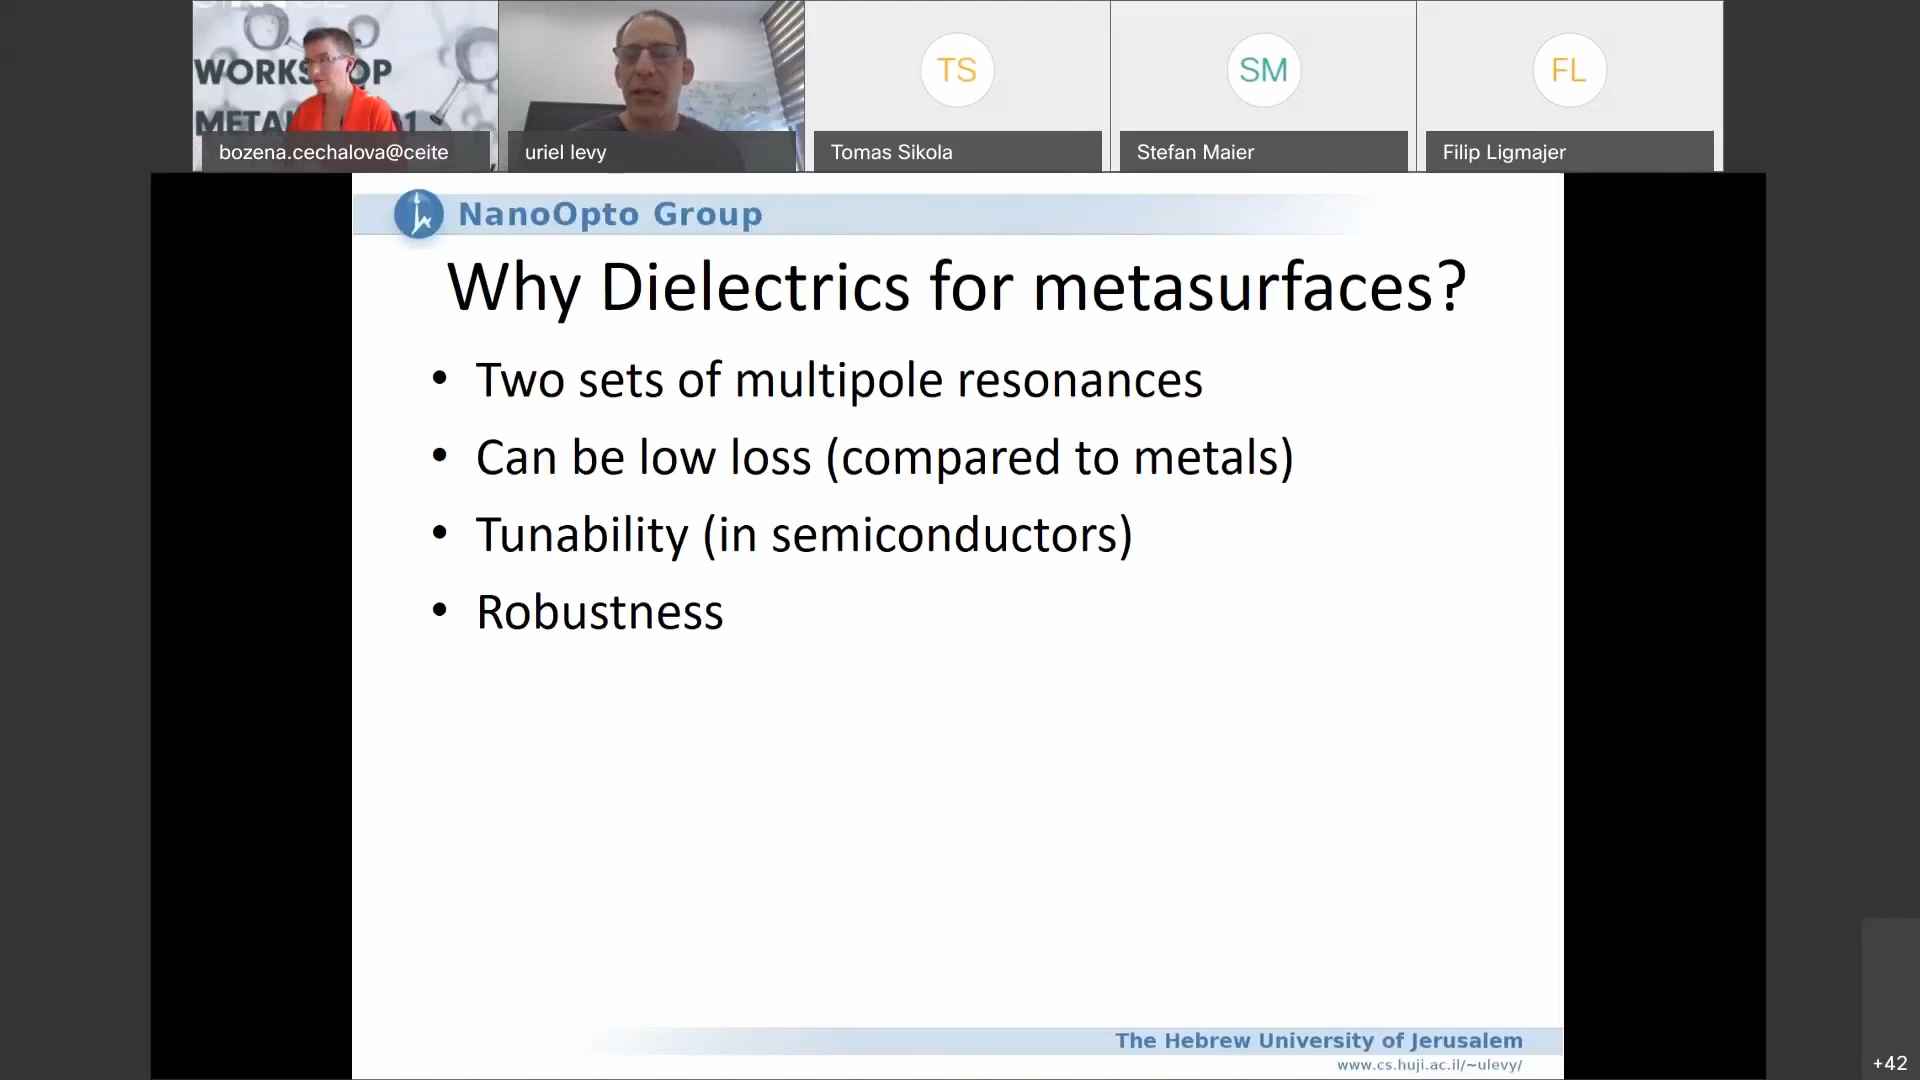 WORKSHOP
META
bozena.cechalova@ceite
uriel levy
TS
Tomas Sikola
SM
Stefan Maier
FL
Filip Ligmajer
NanoOpto Group
Why Dielectrics for metasurfaces?
• Two sets of multipole resonances
• Can be low loss (compared to metals)
• Tunability (in semiconductors)
• Robustness
The Hebrew University of Jerusalem
www.cs.huji.ac.il/~ulevy/
+42